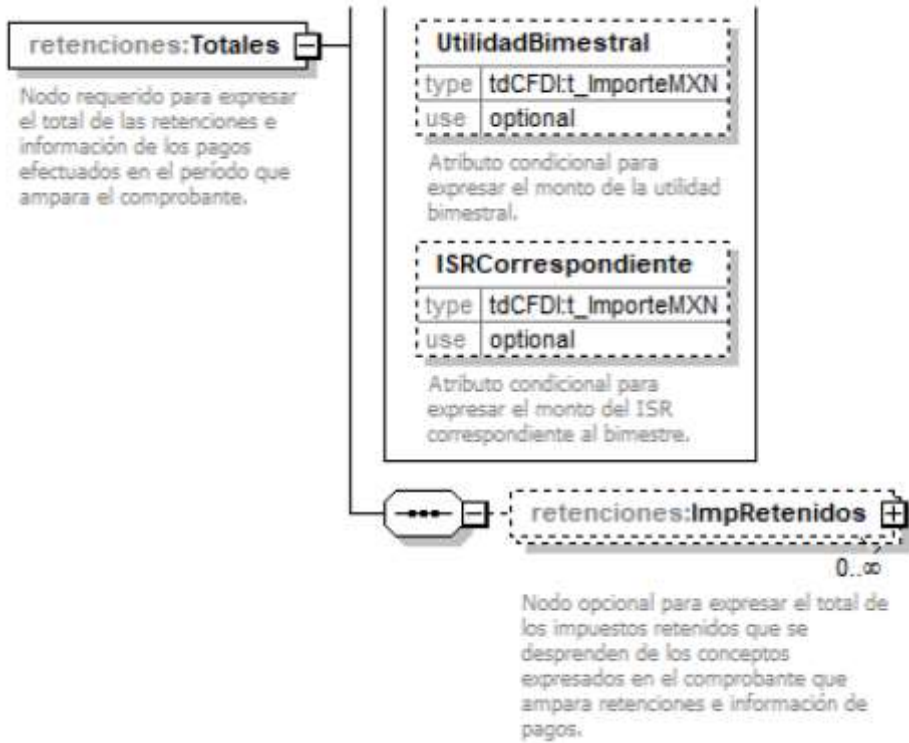 retenciones:Totales
Nodo requerido para expresar
el total de las retenciones e
información de los pagos
efectuados en el período que
ampara el comprobante.
UtilidadBimestral
type tdCFDI:t_ImporteMXN
use optional
Atributo condicional para
expresar el monto de la utilidad
bimestral.
ISRCorrespondiente
type tdCFDI:t_ImporteMXN
use optional
Atributo condicional para
expresar el monto del ISR
correspondiente al bimestre.
retenciones:ImpRetenidos
0..∞
Nodo opcional para expresar el total de
los impuestos retenidos que se
desprenden de los conceptos
expresados en el comprobante que
ampara retenciones e información de
pagos.